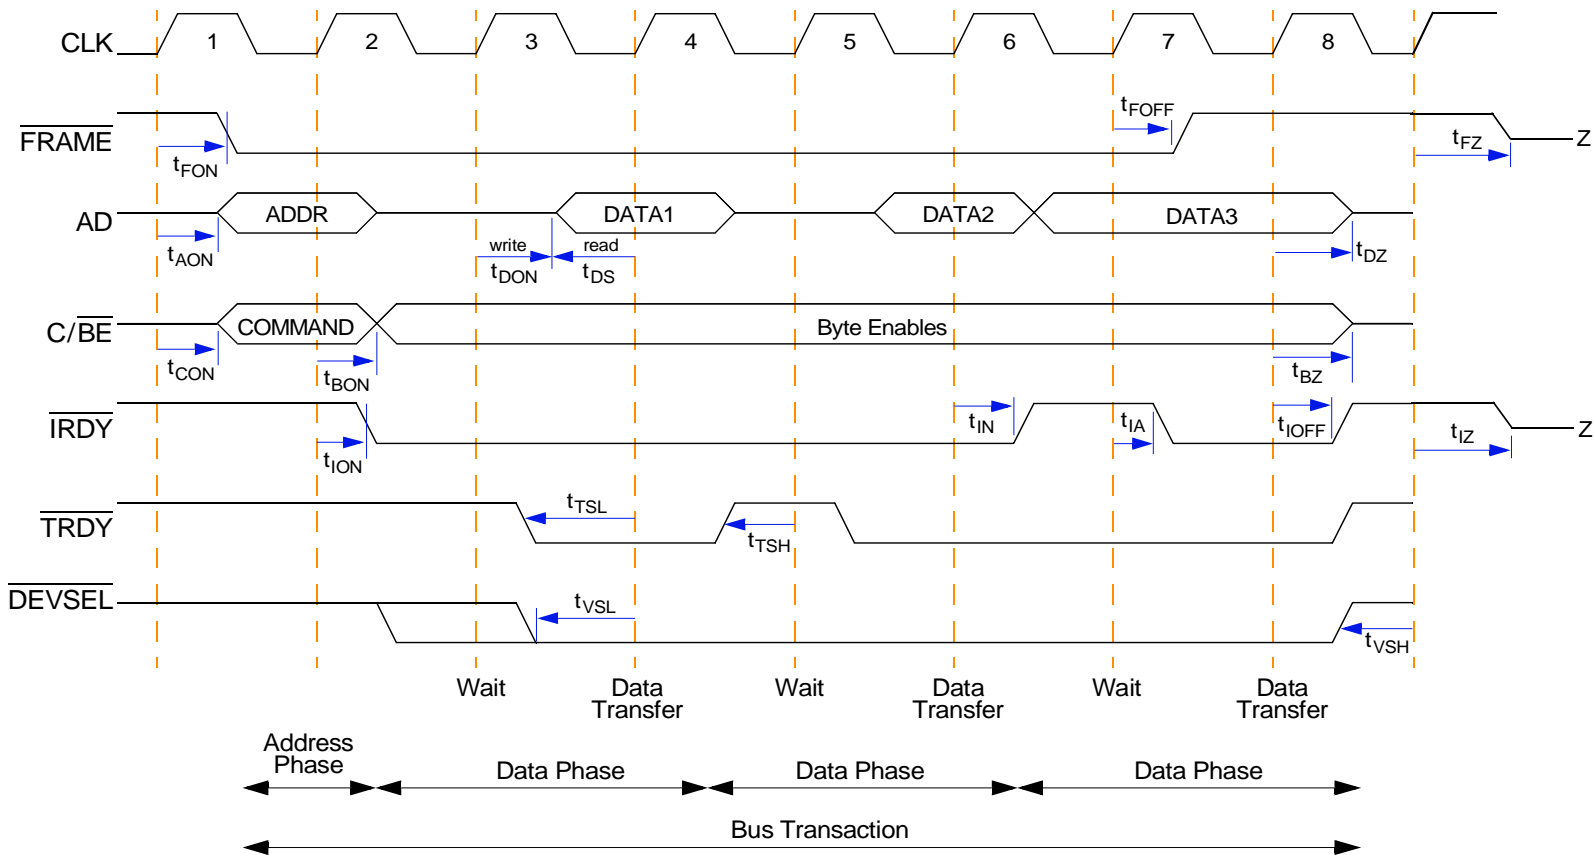 CLK 1 2 3 4 5 6 7 8
FRAME tFON tFOFF tFZ Z
AD ADDR DATA1 DATA2 DATA3
tAON write tDON read tDS tDZ
C/BE COMMAND Byte Enables
tCON tBON tBZ
IRDY tION tIN tIA tIOFF tIZ Z
TRDY tTSL tTSH
DEVSEL tVSL tVSH
Wait Data Transfer Wait Data Transfer Wait Data Transfer
Address Phase Data Phase Data Phase Data Phase
Bus Transaction